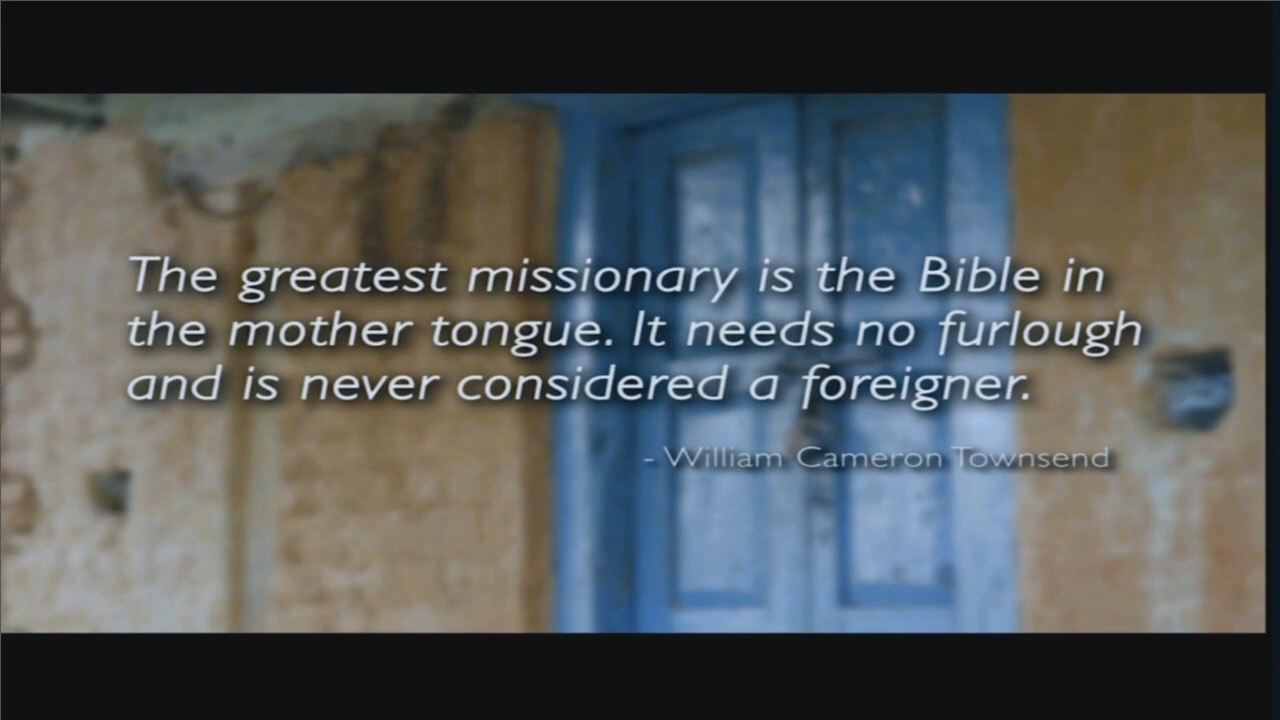 The greatest missionary is the Bible in
the mother tongue. It needs no furlough
and is never considered a foreigner.
- William Cameron Townsend